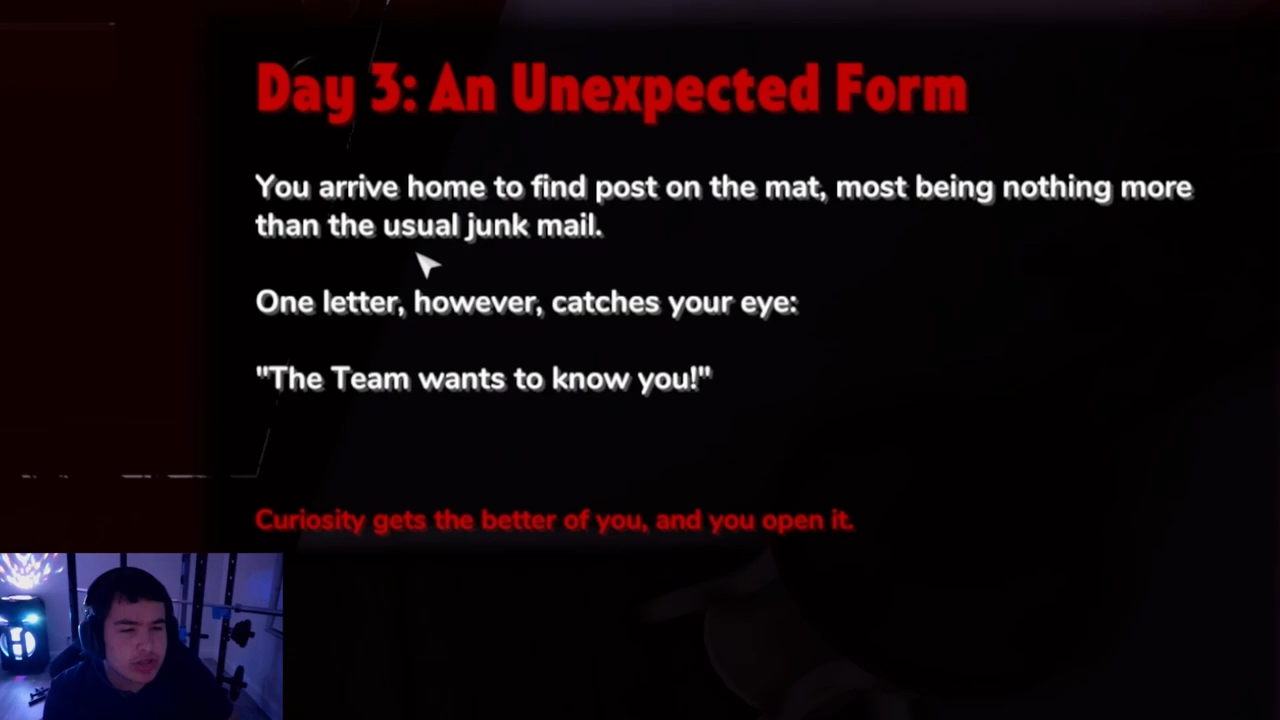 Day 3: An Unexpected Form
You arrive home to find post on the mat, most being nothing more
than the usual junk mail.
One letter, however, catches your eye:
"The Team wants to know you!"
Curiosity gets the better of you, and you open it.